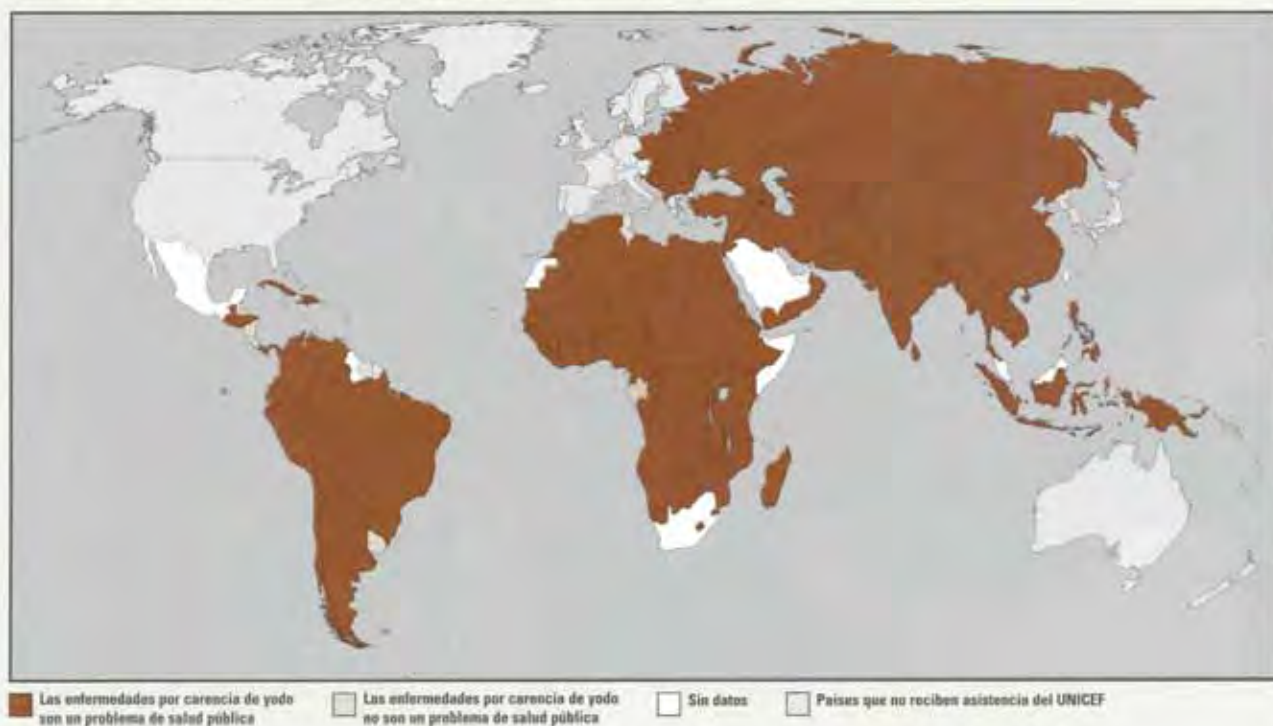 Las enfermedades por carencia de yodo
son un problema de salud pública
Las enfermedades por carencia de yodo
no son un problema de salud pública
Sin datos
Países que no reciben asistencia del UNICEF